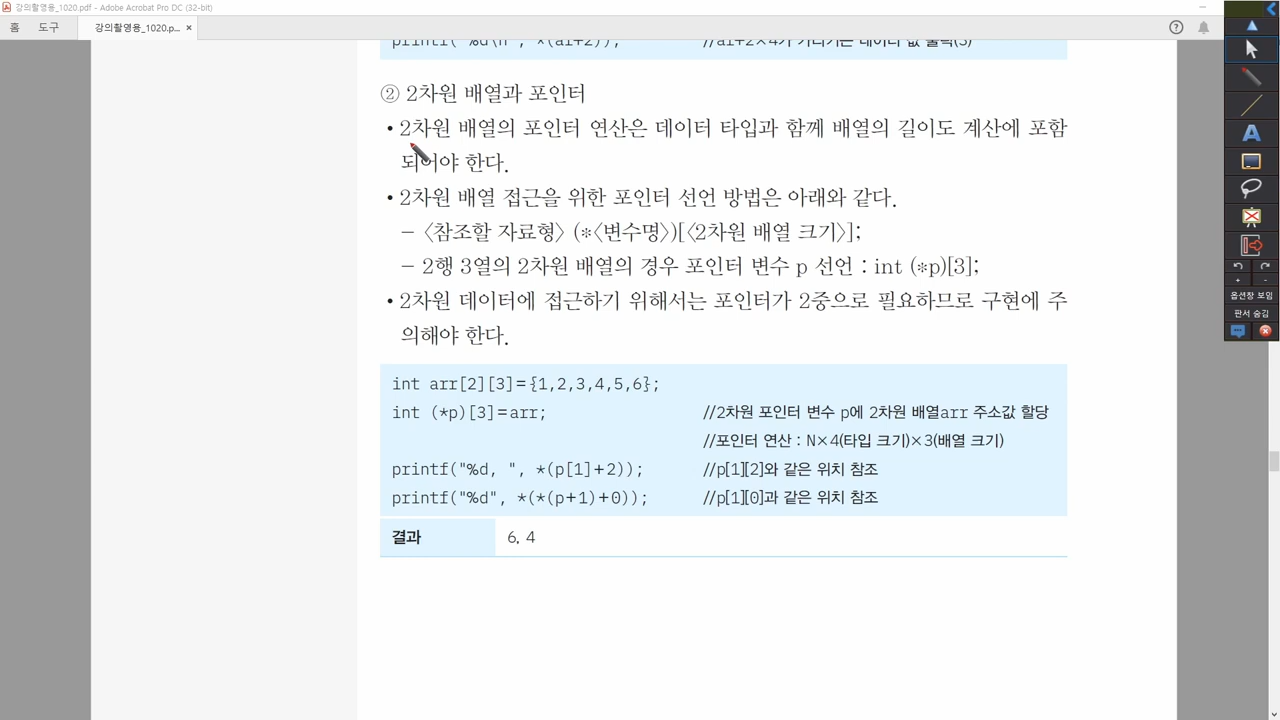 강의촬영용_1020.pdf - Adobe Acrobat Pro DC (32-bit)
홈 도구 강의촬영용_1020.p... ×
② 2차원 배열과 포인터
• 2차원 배열의 포인터 연산은 데이터 타입과 함께 배열의 길이도 계산에 포함
되어야 한다.
• 2차원 배열 접근을 위한 포인터 선언 방법은 아래와 같다.
− 〈참조할 자료형〉 (*〈변수명〉)[〈2차원 배열 크기〉];
− 2행 3열의 2차원 배열의 경우 포인터 변수 p 선언 : int (*p)[3];
• 2차원 데이터에 접근하기 위해서는 포인터가 2중으로 필요하므로 구현에 주
의해야 한다.
int arr[2][3]={1,2,3,4,5,6};
int (*p)[3]=arr; //2차원 포인터 변수 p에 2차원 배열arr 주소값 할당
//포인터 연산 : N×4(타입 크기)×3(배열 크기)
printf("%d, ", *(p[1]+2)); //p[1][2]와 같은 위치 참조
printf("%d", *(*(p+1)+0)); //p[1][0]과 같은 위치 참조
결과 6, 4
옵션장 보임
판서 숨김